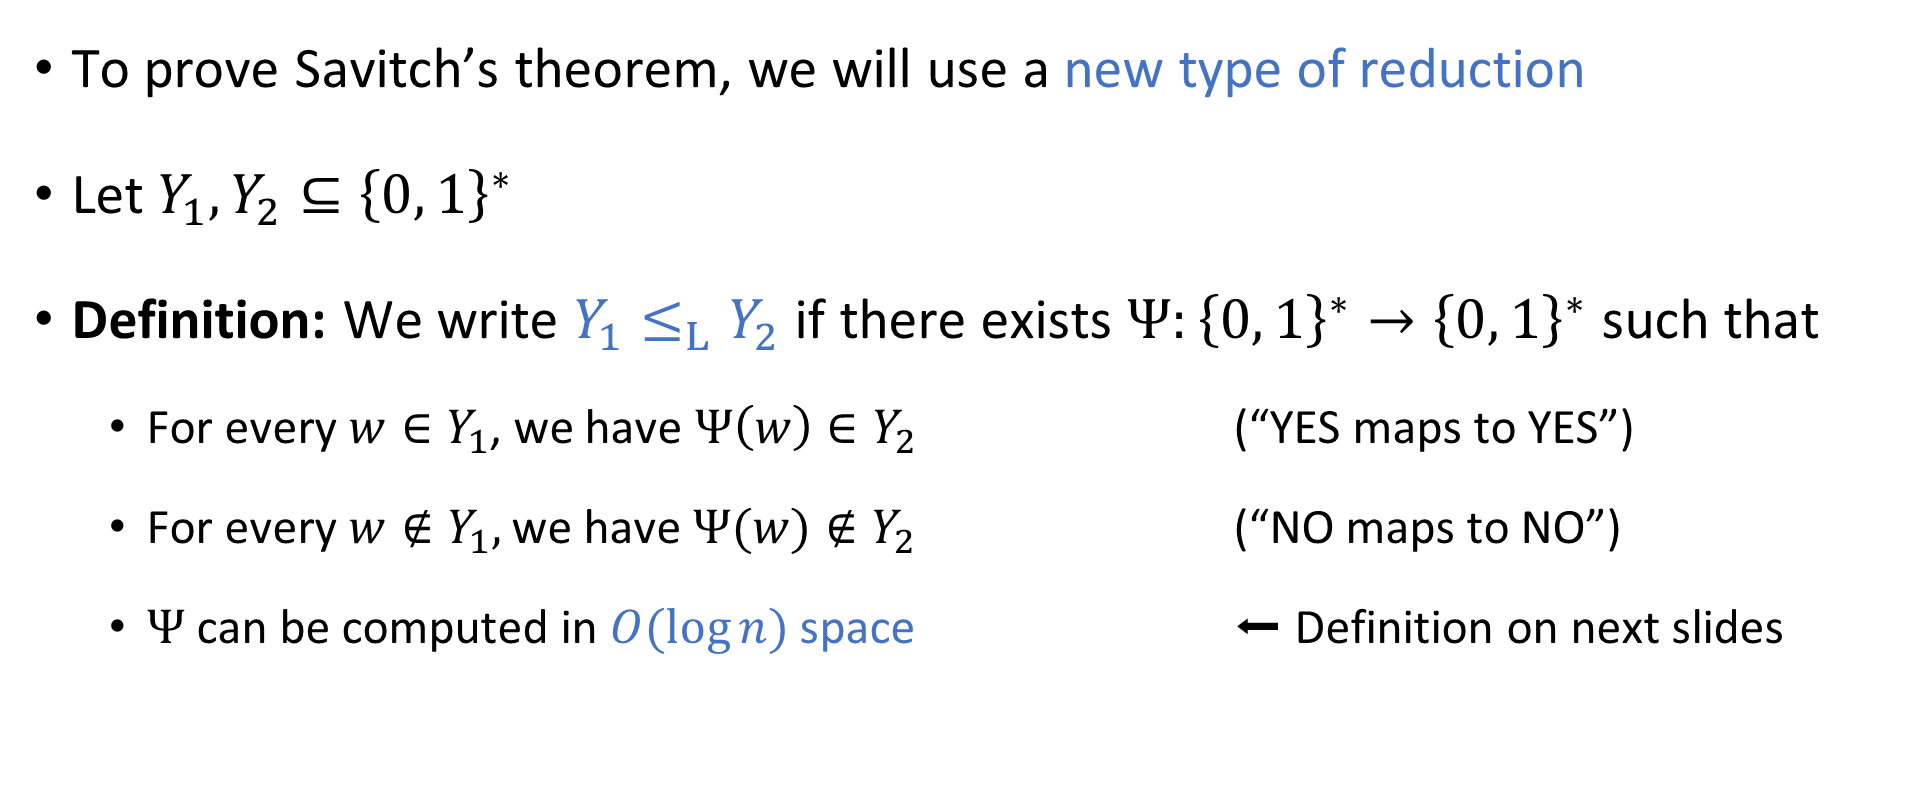 • To prove Savitch’s theorem, we will use a new type of reduction
• Let Y₁, Y₂ ⊆ {0, 1}*
• Definition: We write Y₁ ≤_L Y₂ if there exists Ψ: {0, 1}* → {0, 1}* such that
• For every w ∈ Y₁, we have Ψ(w) ∈ Y₂ (“YES maps to YES”)
• For every w ∉ Y₁, we have Ψ(w) ∉ Y₂ (“NO maps to NO”)
• Ψ can be computed in O(log n) space ← Definition on next slides